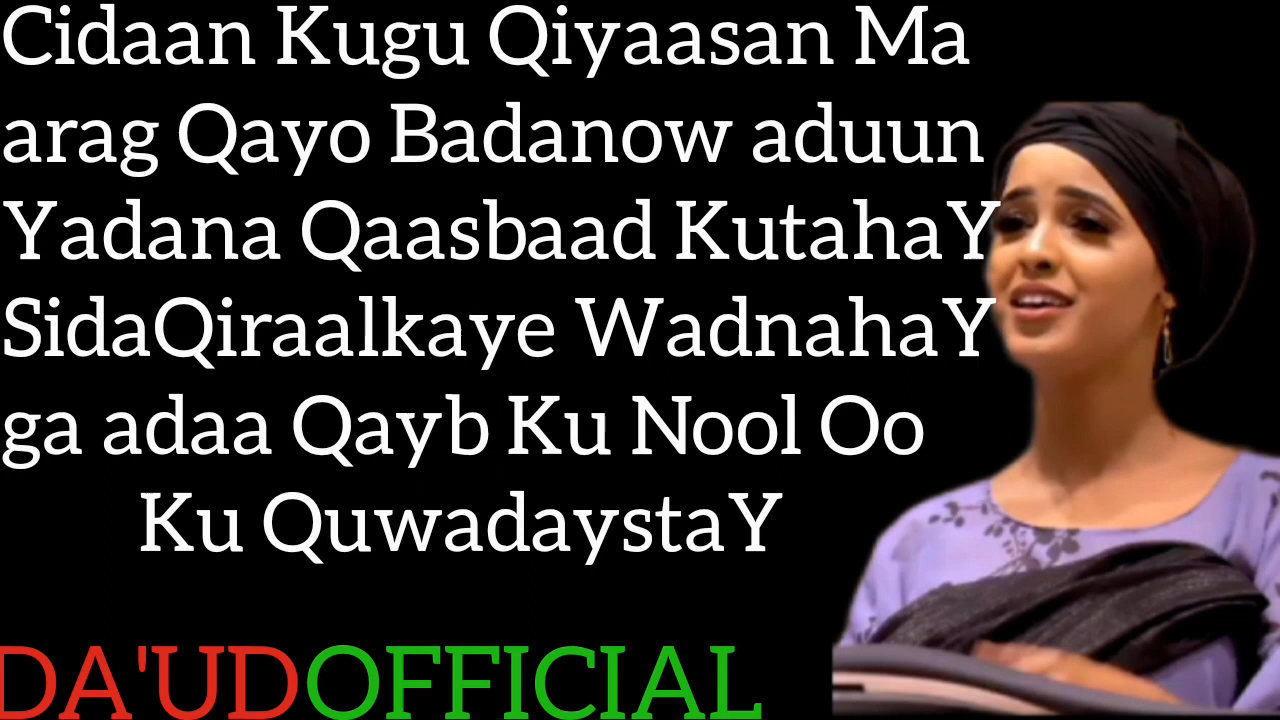 Cidaan Kugu Qiyaasan Ma
arag Qayo Badanow aduun
Yadana Qaasbaad KutahaY
SidaQiraalkaye WadnahaY
ga adaa Qayb Ku Nool Oo
Ku QuwadaystaY
DA'UDOFFICIAL